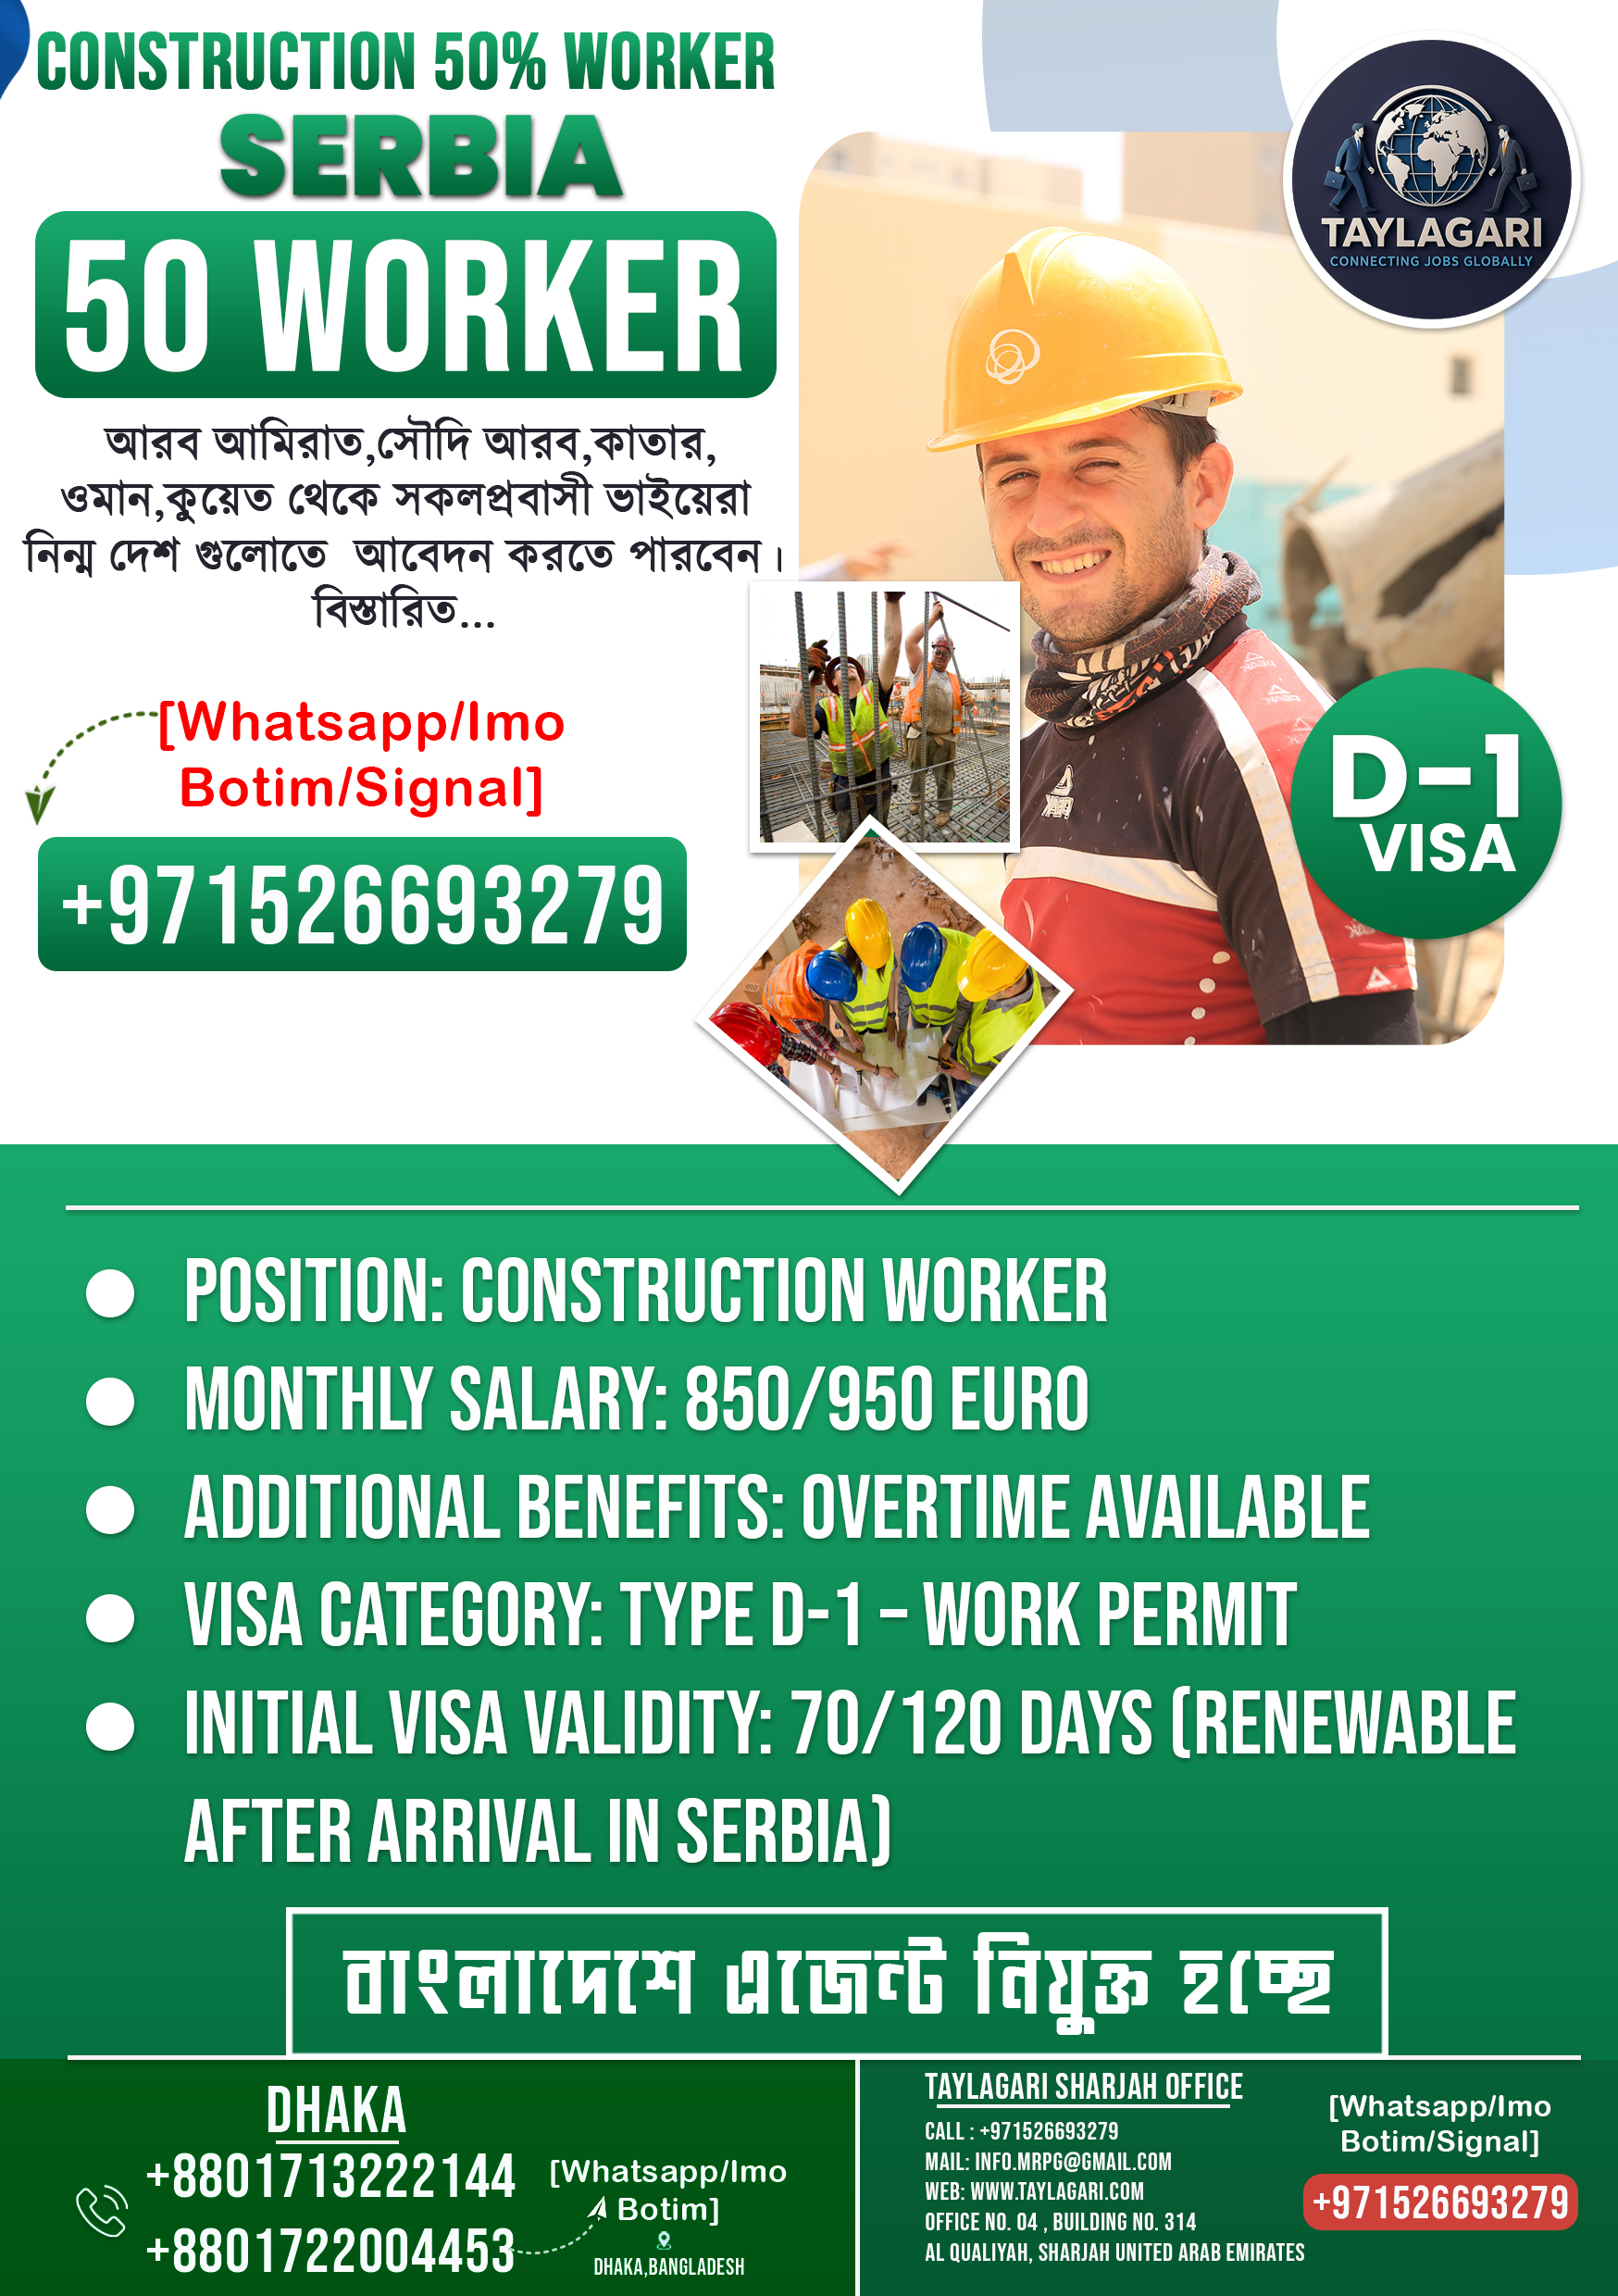 CONSTRUCTION 50% WORKER
SERBIA
50 WORKER
আরব আমিরাত,সৌদি আরব,কাতার,
ওমান,কুয়েত থেকে সকলপ্রবাসী ভাইয়েরা
নিন্ম দেশ গুলোতে আবেদন করতে পারবেন।
বিস্তারিত...
[Whatsapp/Imo
Botim/Signal]
+971526693279
TAYLAGARI
CONNECTING JOBS GLOBALLY
D-1
VISA
POSITION: CONSTRUCTION WORKER
MONTHLY SALARY: 850/950 EURO
ADDITIONAL BENEFITS: OVERTIME AVAILABLE
VISA CATEGORY: TYPE D-1 – WORK PERMIT
INITIAL VISA VALIDITY: 70/120 DAYS (RENEWABLE
AFTER ARRIVAL IN SERBIA)
বাংলাদেশে এজেন্ট নিযুক্ত হচ্ছে
DHAKA
+8801713222144
+8801722004453
[Whatsapp/Imo
Botim]
DHAKA,BANGLADESH
TAYLAGARI SHARJAH OFFICE
CALL : +971526693279
MAIL: INFO.MRPG@GMAIL.COM
WEB: WWW.TAYLAGARI.COM
OFFICE NO. 04 , BUILDING NO. 314
AL QUALIYAH, SHARJAH UNITED ARAB EMIRATES
[Whatsapp/Imo
Botim/Signal]
+971526693279